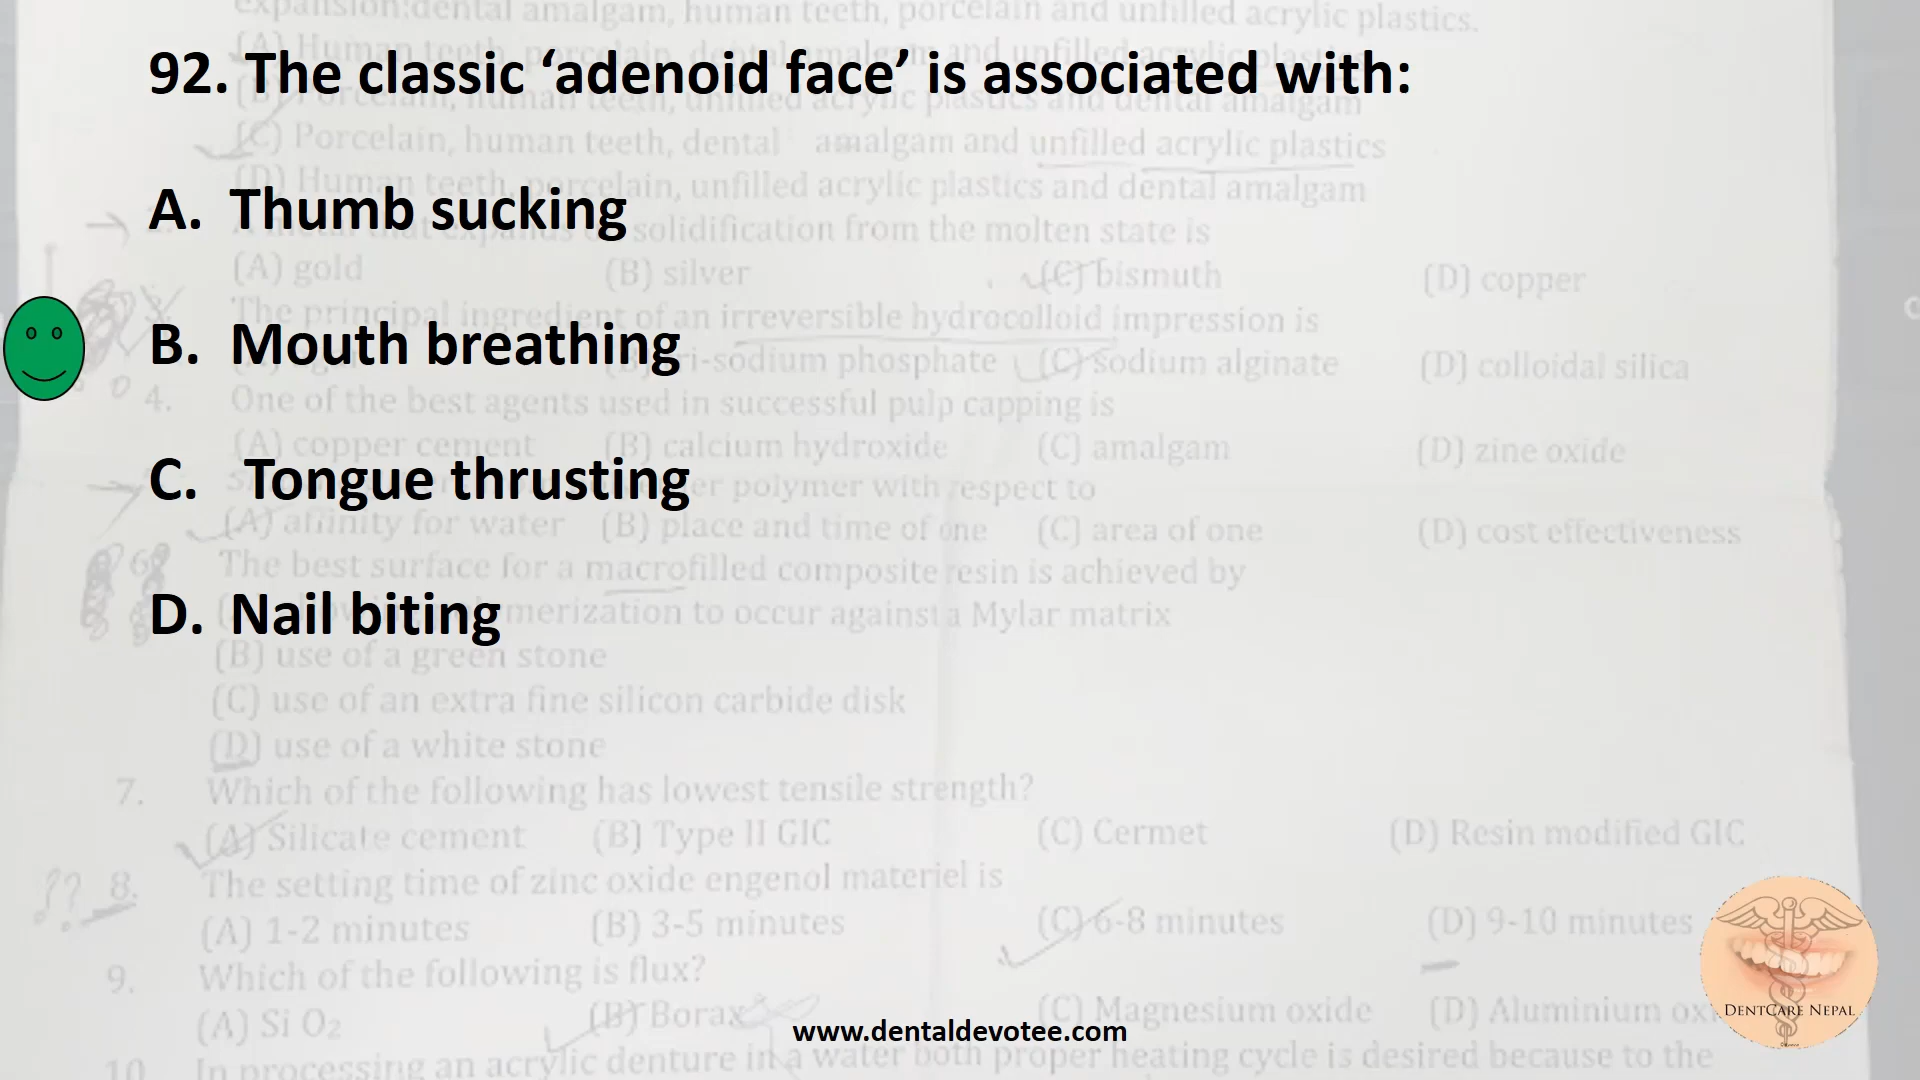 expansion:dental amalgam, human teeth, porcelain and unfilled acrylic plastics.
(A) Human teeth, porcelain, dental amalgam and unfilled acrylic plastics
92. The classic ‘adenoid face’ is associated with:
(B) Porcelain, human teeth, unfilled acrylic plastics and dental amalgam
(C) Porcelain, human teeth, dental amalgam and unfilled acrylic plastics
(D) Human teeth, porcelain, unfilled acrylic plastics and dental amalgam
A. Thumb sucking
2. A metal that expands on solidification from the molten state is
(A) gold (B) silver (C) bismuth (D) copper
3. The principal ingredient of an irreversible hydrocolloid impression is
B. Mouth breathing
(B) tri-sodium phosphate (C) sodium alginate (D) colloidal silica
4. One of the best agents used in successful pulp capping is
(A) copper cement (B) calcium hydroxide (C) amalgam (D) zine oxide
C. Tongue thrusting
polymer with respect to
(A) affinity for water (B) place and time of one (C) area of one (D) cost effectiveness
6. The best surface for a macrofilled composite resin is achieved by
D. Nail biting
polymerization to occur against a Mylar matrix
(B) use of a green stone
(C) use of an extra fine silicon carbide disk
(D) use of a white stone
7. Which of the following has lowest tensile strength?
(A) Silicate cement (B) Type II GIC (C) Cermet (D) Resin modified GIC
?? 8. The setting time of zinc oxide engenol materiel is
(A) 1-2 minutes (B) 3-5 minutes (C) 6-8 minutes (D) 9-10 minutes
9. Which of the following is flux?
(A) Si O2 (B) Borax (C) Magnesium oxide (D) Aluminium
DentCare Nepal
www.dentaldevotee.com
10. In processing an acrylic denture in a water both proper heating cycle is desired because to the